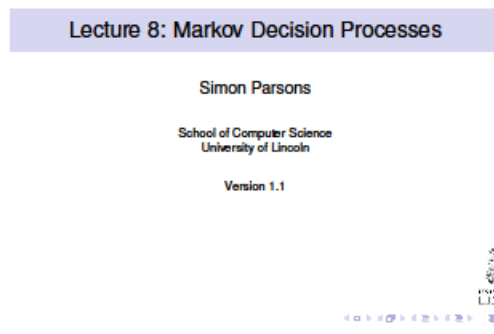 Lecture 8: Markov Decision Processes
Simon Parsons
School of Computer Science
University of Lincoln
Version 1.1